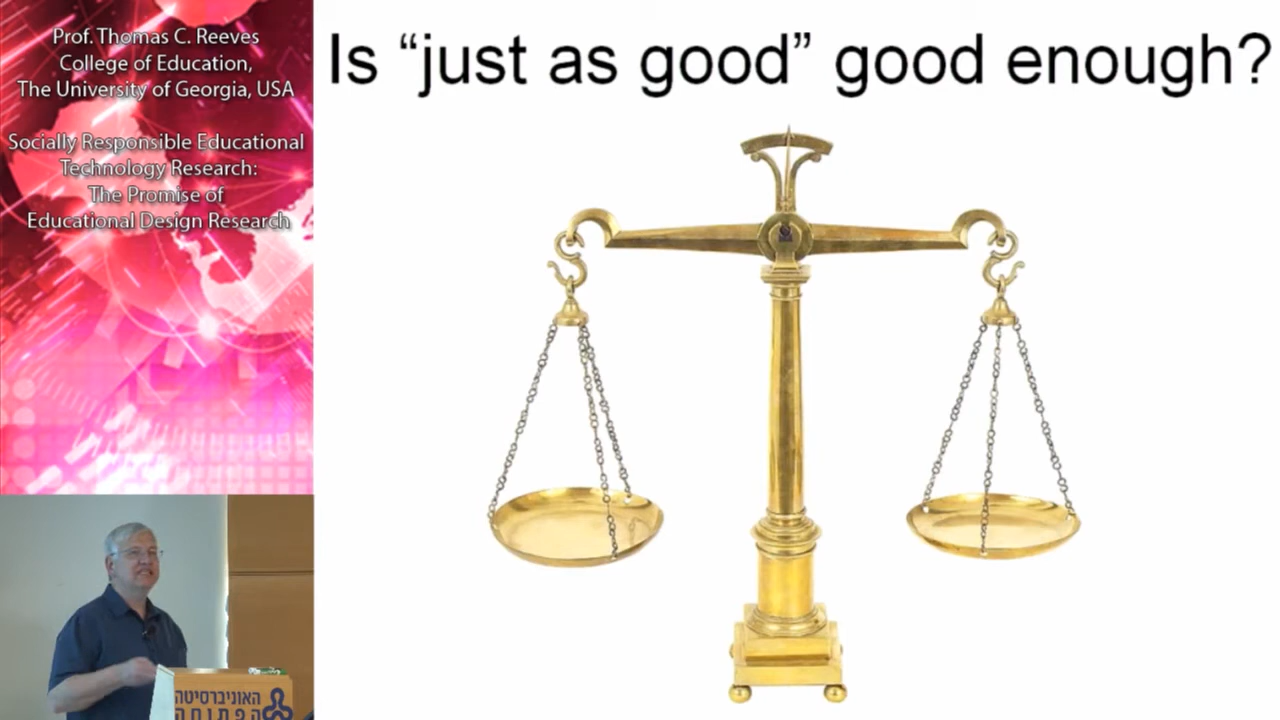 Prof. Thomas C. Reeves
College of Education,
The University of Georgia, USA
Socially Responsible Educational
Technology Research:
The Promise of
Educational Design Research
Is “just as good” good enough?
האוניברסיטה
הפתוחה